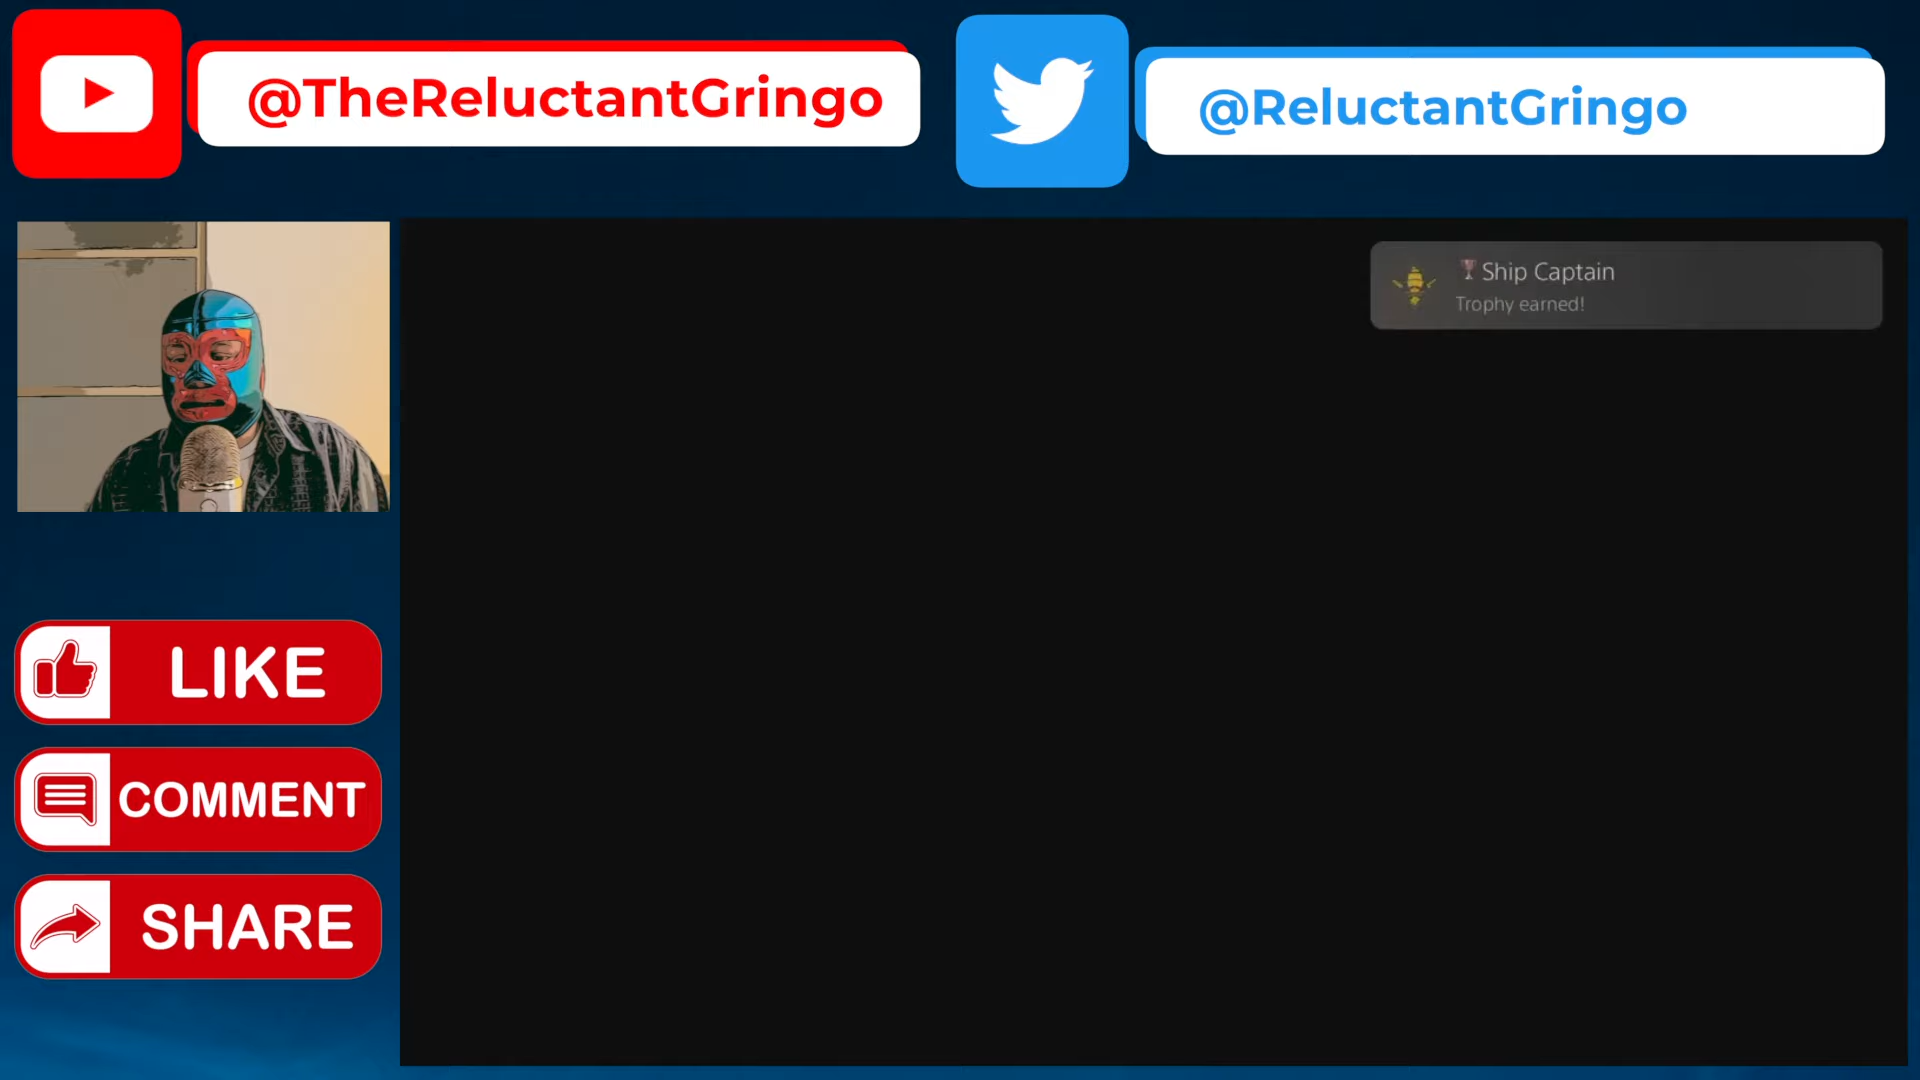 @TheReluctantGringo
@ReluctantGringo
Ship Captain
Trophy earned!
LIKE
COMMENT
SHARE